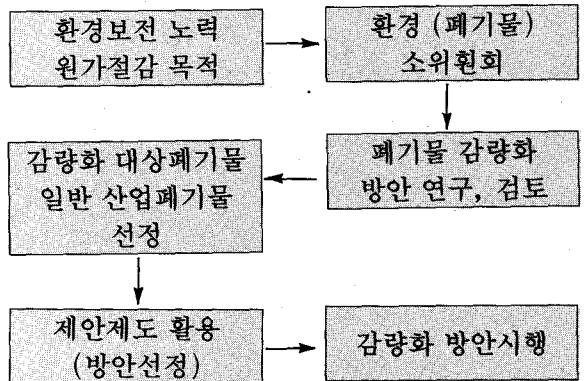 환경보전 노력
원가절감 목적
환경 (폐기물)
소위훤회
폐기물 감량화
방안 연구, 검토
감량화 대상폐기물
일반 산업폐기물
선정
제안제도 활용
(방안선정)
감량화 방안시행